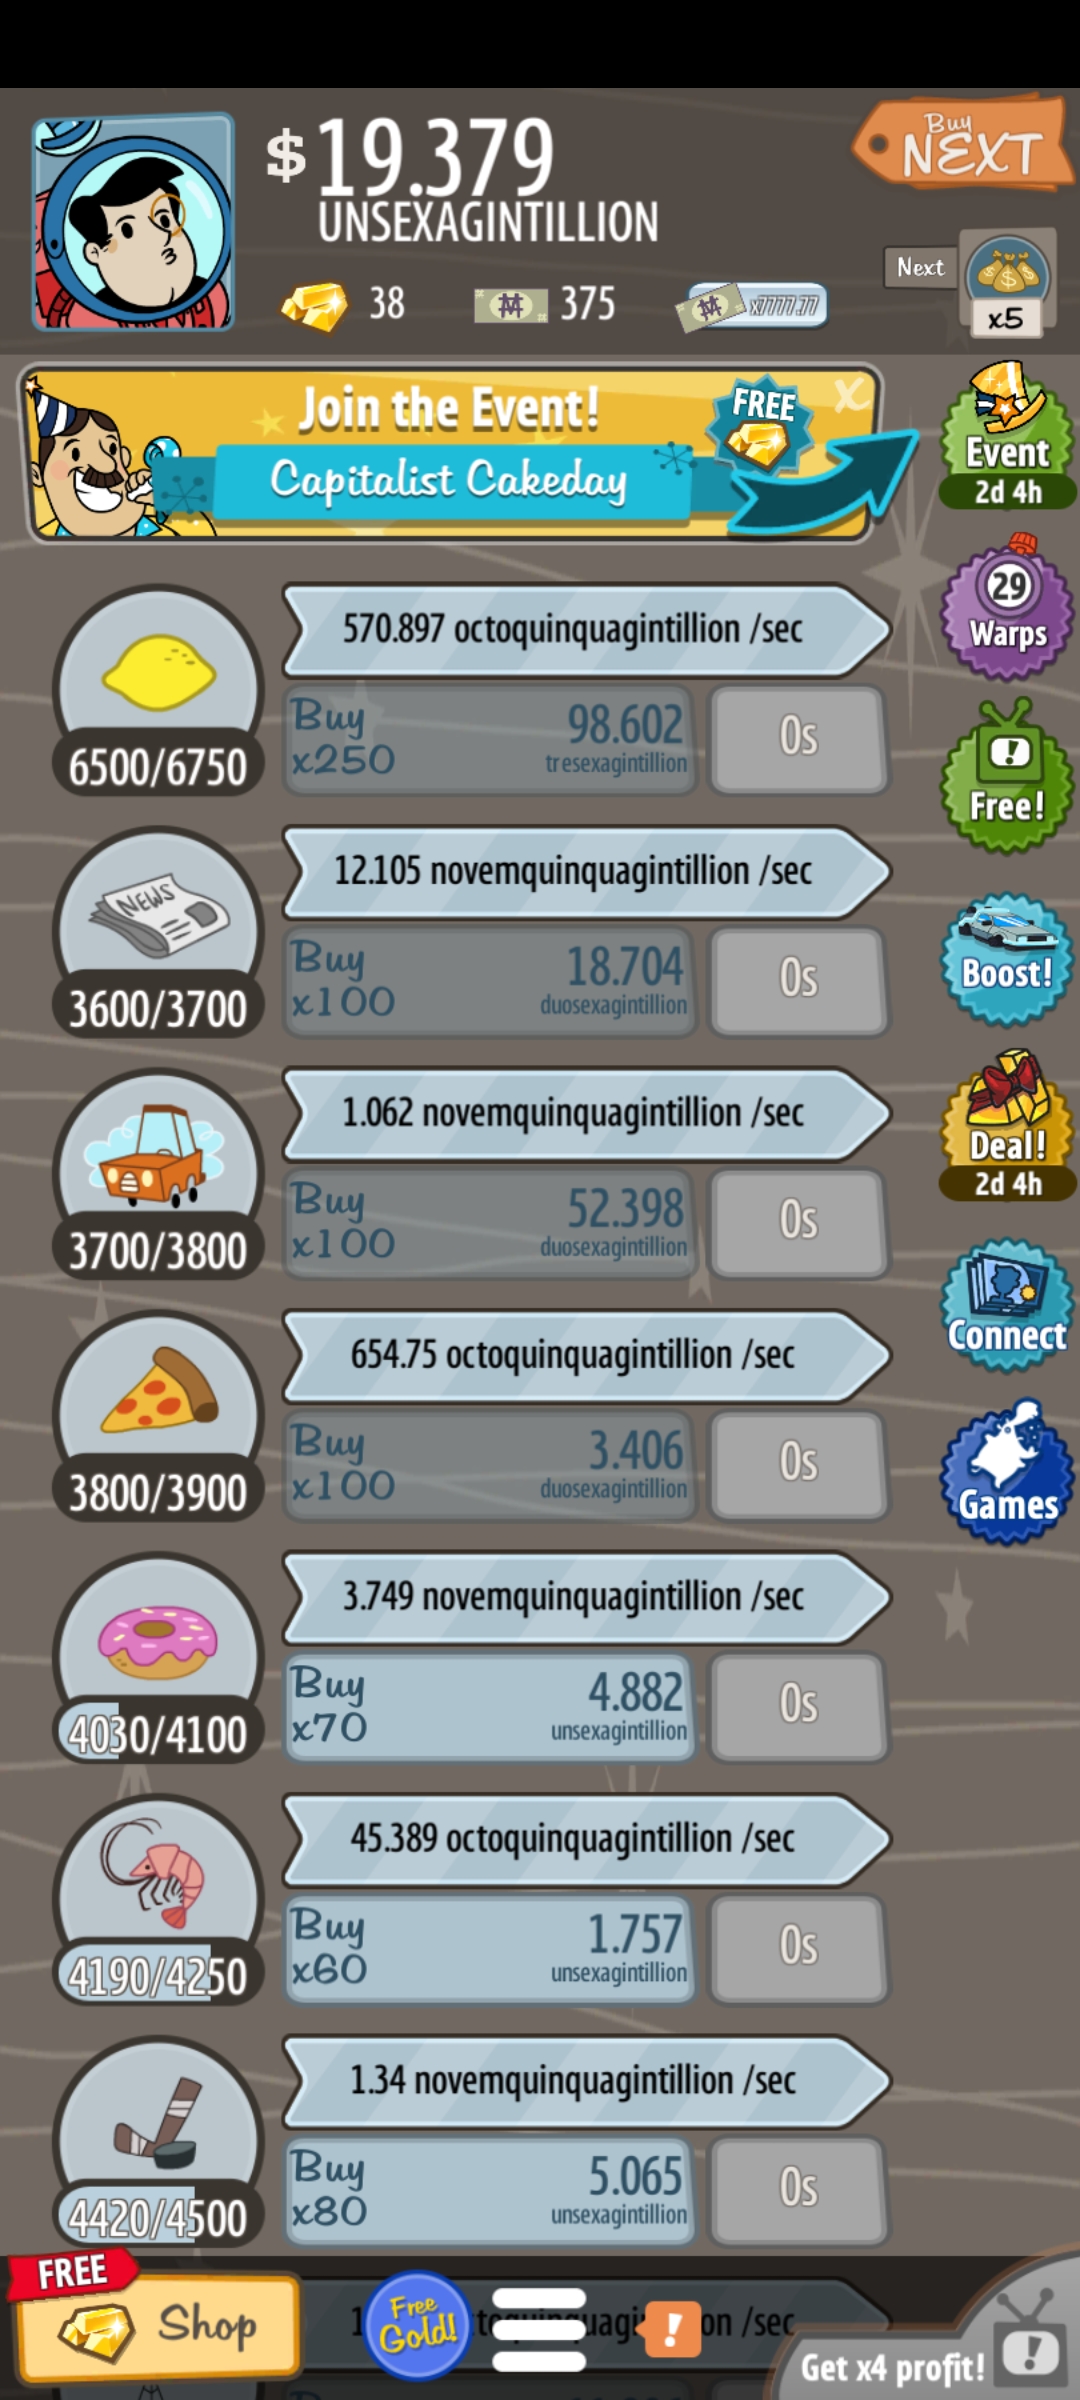 $19.379
UNSEXAGINTILLION
Buy
NEXT
38
375
x7777.77
Next
x5
Join the Event!
Capitalist Cakeday
FREE
X
Event
2d 4h
570.897 octoquinquagintillion /sec
6500/6750
Buy
x250
98.602
tresexagintillion
0s
29
Warps
Free!
12.105 novemquinquagintillion /sec
NEWS
3600/3700
Buy
x100
18.704
duosexagintillion
0s
Boost!
1.062 novemquinquagintillion /sec
3700/3800
Buy
x100
52.398
duosexagintillion
0s
Deal!
2d 4h
654.75 octoquinquagintillion /sec
3800/3900
Buy
x100
3.406
duosexagintillion
0s
Connect
Games
3.749 novemquinquagintillion /sec
4030/4100
Buy
x70
4.882
unsexagintillion
0s
45.389 octoquinquagintillion /sec
4190/4250
Buy
x60
1.757
unsexagintillion
0s
1.34 novemquinquagintillion /sec
4420/4500
Buy
x80
5.065
unsexagintillion
0s
FREE
Shop
Free
Gold!
!
/sec
Get x4 profit!
!